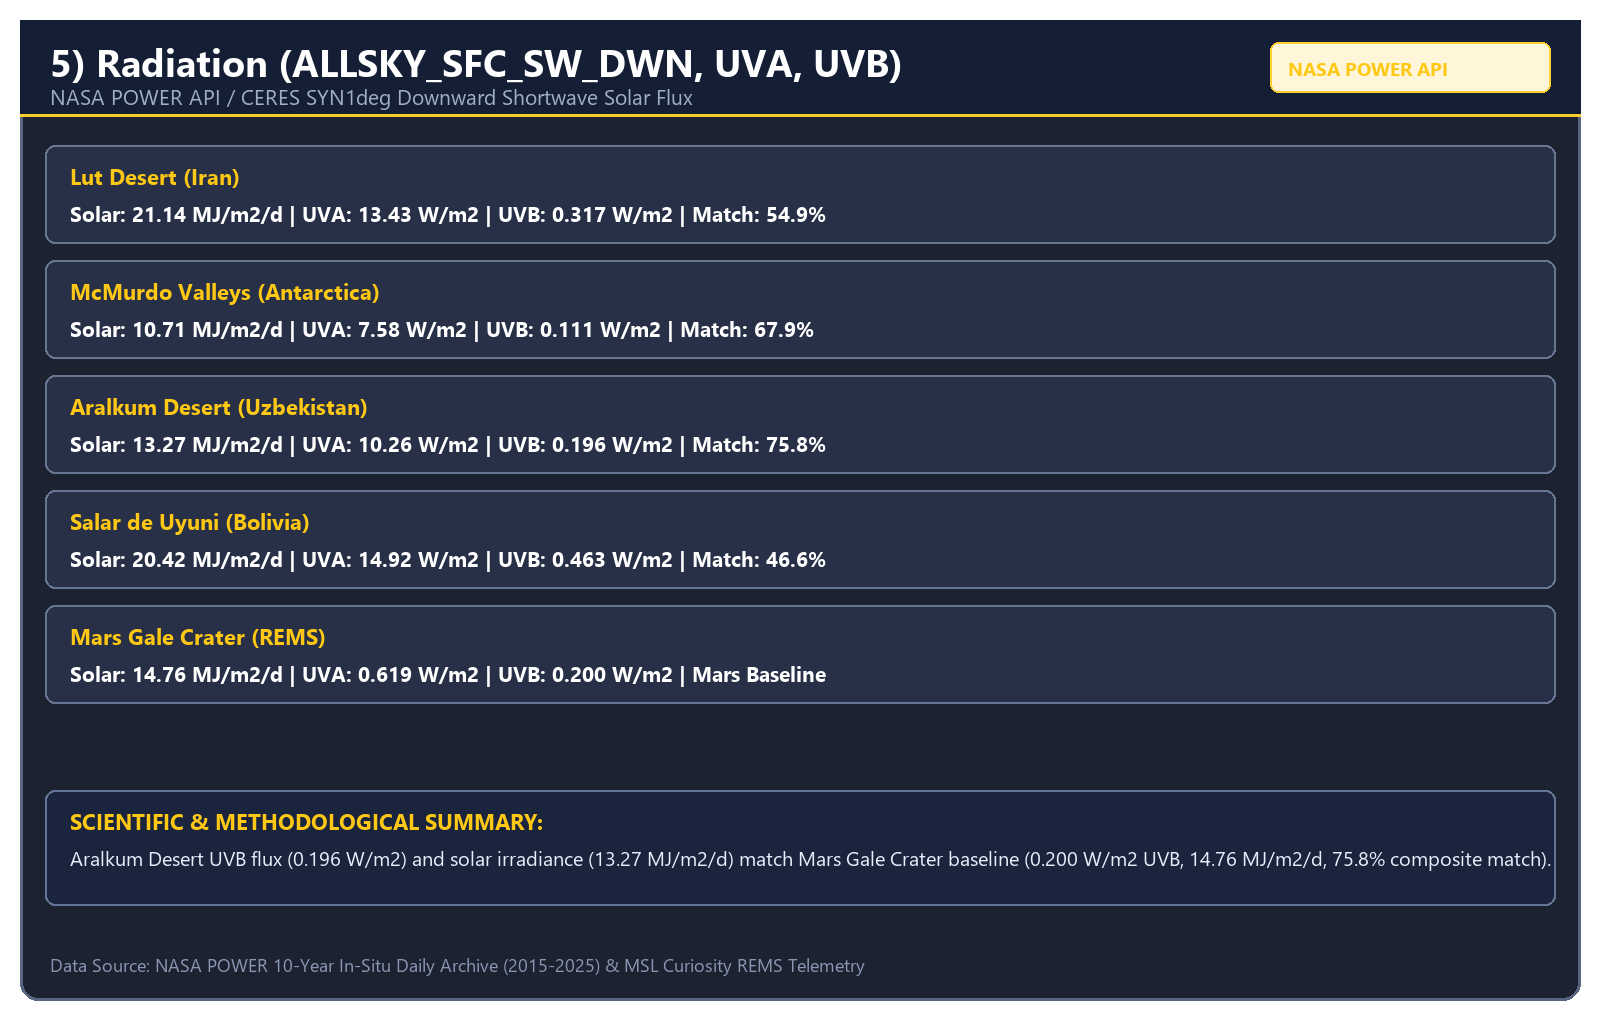 5) Radiation (ALLSKY_SFC_SW_DWN, UVA, UVB)
NASA POWER API / CERES SYN1deg Downward Shortwave Solar Flux
NASA POWER API
Lut Desert (Iran)
Solar: 21.14 MJ/m2/d | UVA: 13.43 W/m2 | UVB: 0.317 W/m2 | Match: 54.9%
McMurdo Valleys (Antarctica)
Solar: 10.71 MJ/m2/d | UVA: 7.58 W/m2 | UVB: 0.111 W/m2 | Match: 67.9%
Aralkum Desert (Uzbekistan)
Solar: 13.27 MJ/m2/d | UVA: 10.26 W/m2 | UVB: 0.196 W/m2 | Match: 75.8%
Salar de Uyuni (Bolivia)
Solar: 20.42 MJ/m2/d | UVA: 14.92 W/m2 | UVB: 0.463 W/m2 | Match: 46.6%
Mars Gale Crater (REMS)
Solar: 14.76 MJ/m2/d | UVA: 0.619 W/m2 | UVB: 0.200 W/m2 | Mars Baseline
SCIENTIFIC & METHODOLOGICAL SUMMARY:
Aralkum Desert UVB flux (0.196 W/m2) and solar irradiance (13.27 MJ/m2/d) match Mars Gale Crater baseline (0.200 W/m2 UVB, 14.76 MJ/m2/d, 75.8% composite match).
Data Source: NASA POWER 10-Year In-Situ Daily Archive (2015-2025) & MSL Curiosity REMS Telemetry